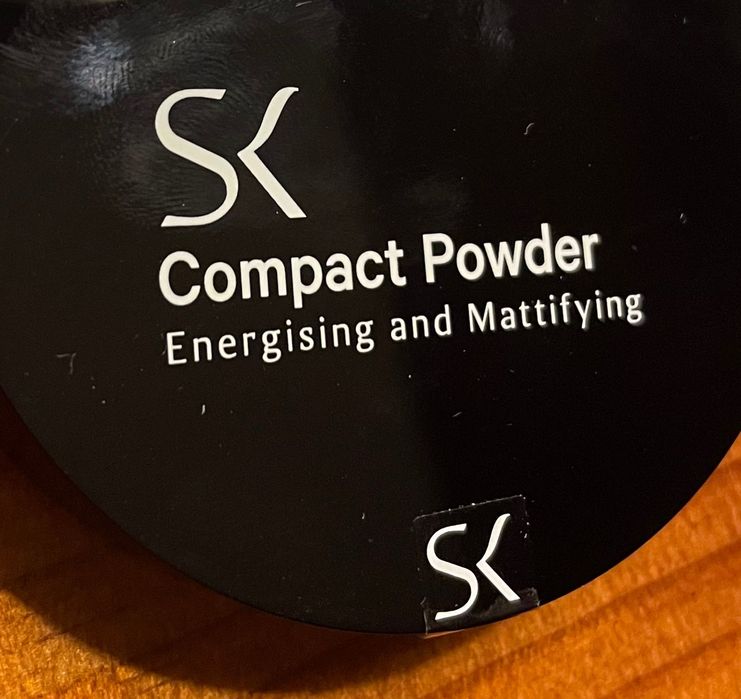 SK
Compact Powder
Energising and Mattifying
SK